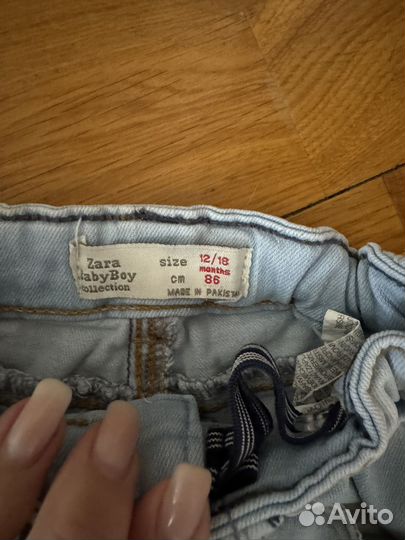 Zara
BabyBoy
collection
size 12/18
months
cm 86
MADE IN PAKISTAN
Avito